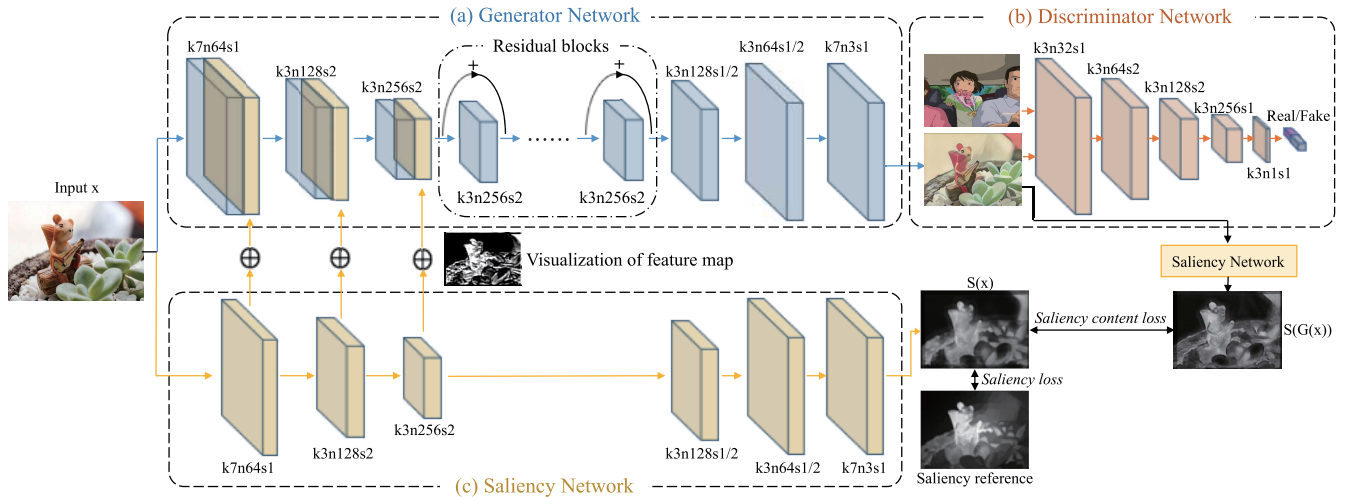 (a) Generator Network
k7n64s1
k3n128s2
k3n256s2
Residual blocks
+
+
k3n256s2
k3n256s2
k3n128s1/2
k3n64s1/2
k7n3s1
(b) Discriminator Network
k3n32s1
k3n64s2
k3n128s2
k3n256s1
Real/Fake
k3n1s1
Input x
Visualization of feature map
Saliency Network
S(x)
Saliency content loss
S(G(x))
Saliency loss
Saliency reference
k7n64s1
k3n128s2
k3n256s2
k3n128s1/2
k3n64s1/2
k7n3s1
(c) Saliency Network